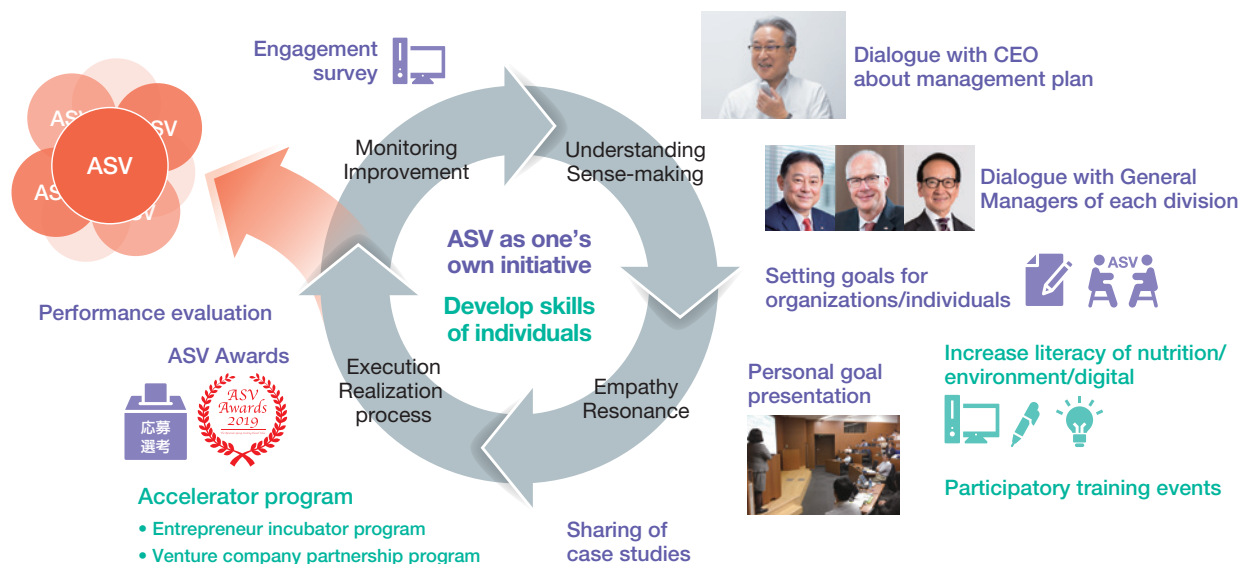 Engagement
survey
Dialogue with CEO
about management plan
ASV
ASV
ASV
Monitoring
Improvement
Understanding
Sense-making
Dialogue with General
Managers of each division
ASV as one's
own initiative
Develop skills
of individuals
Setting goals for
organizations/individuals
ASV
Performance evaluation
ASV Awards
ASV
Awards
2019
応募
選考
Execution
Realization
process
Empathy
Resonance
Personal goal
presentation
Increase literacy of nutrition/
environment/digital
Participatory training events
Accelerator program
• Entrepreneur incubator program
• Venture company partnership program
Sharing of
case studies